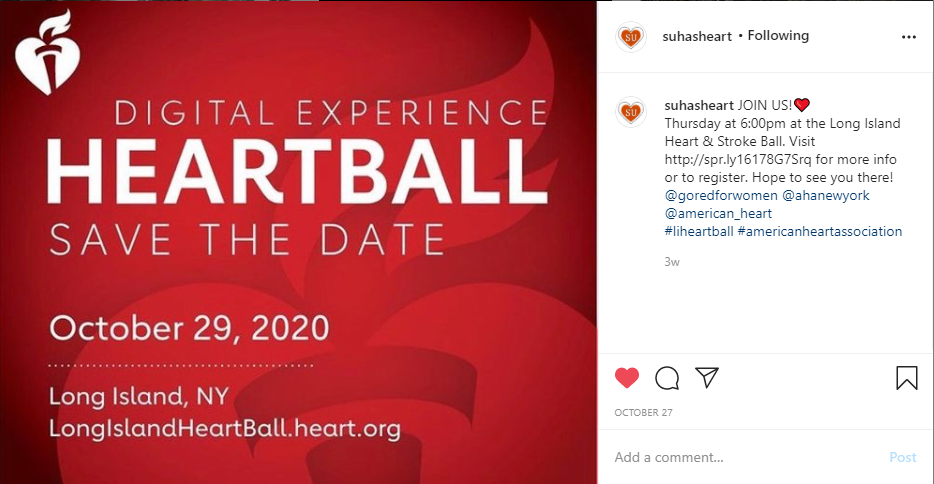 DIGITAL EXPERIENCE
HEARTBALL
SAVE THE DATE
October 29, 2020
Long Island, NY
LongIslandHeartBall.heart.org
SU
suhasheart • Following
SU
suhasheart JOIN US!❤
Thursday at 6:00pm at the Long Island
Heart & Stroke Ball. Visit
http://spr.ly16178G7Srq for more info
or to register. Hope to see you there!
@goredforwomen @ahanewyork
@american_heart
#liheartball #americanheartassociation
3w
OCTOBER 27
Add a comment...
Post